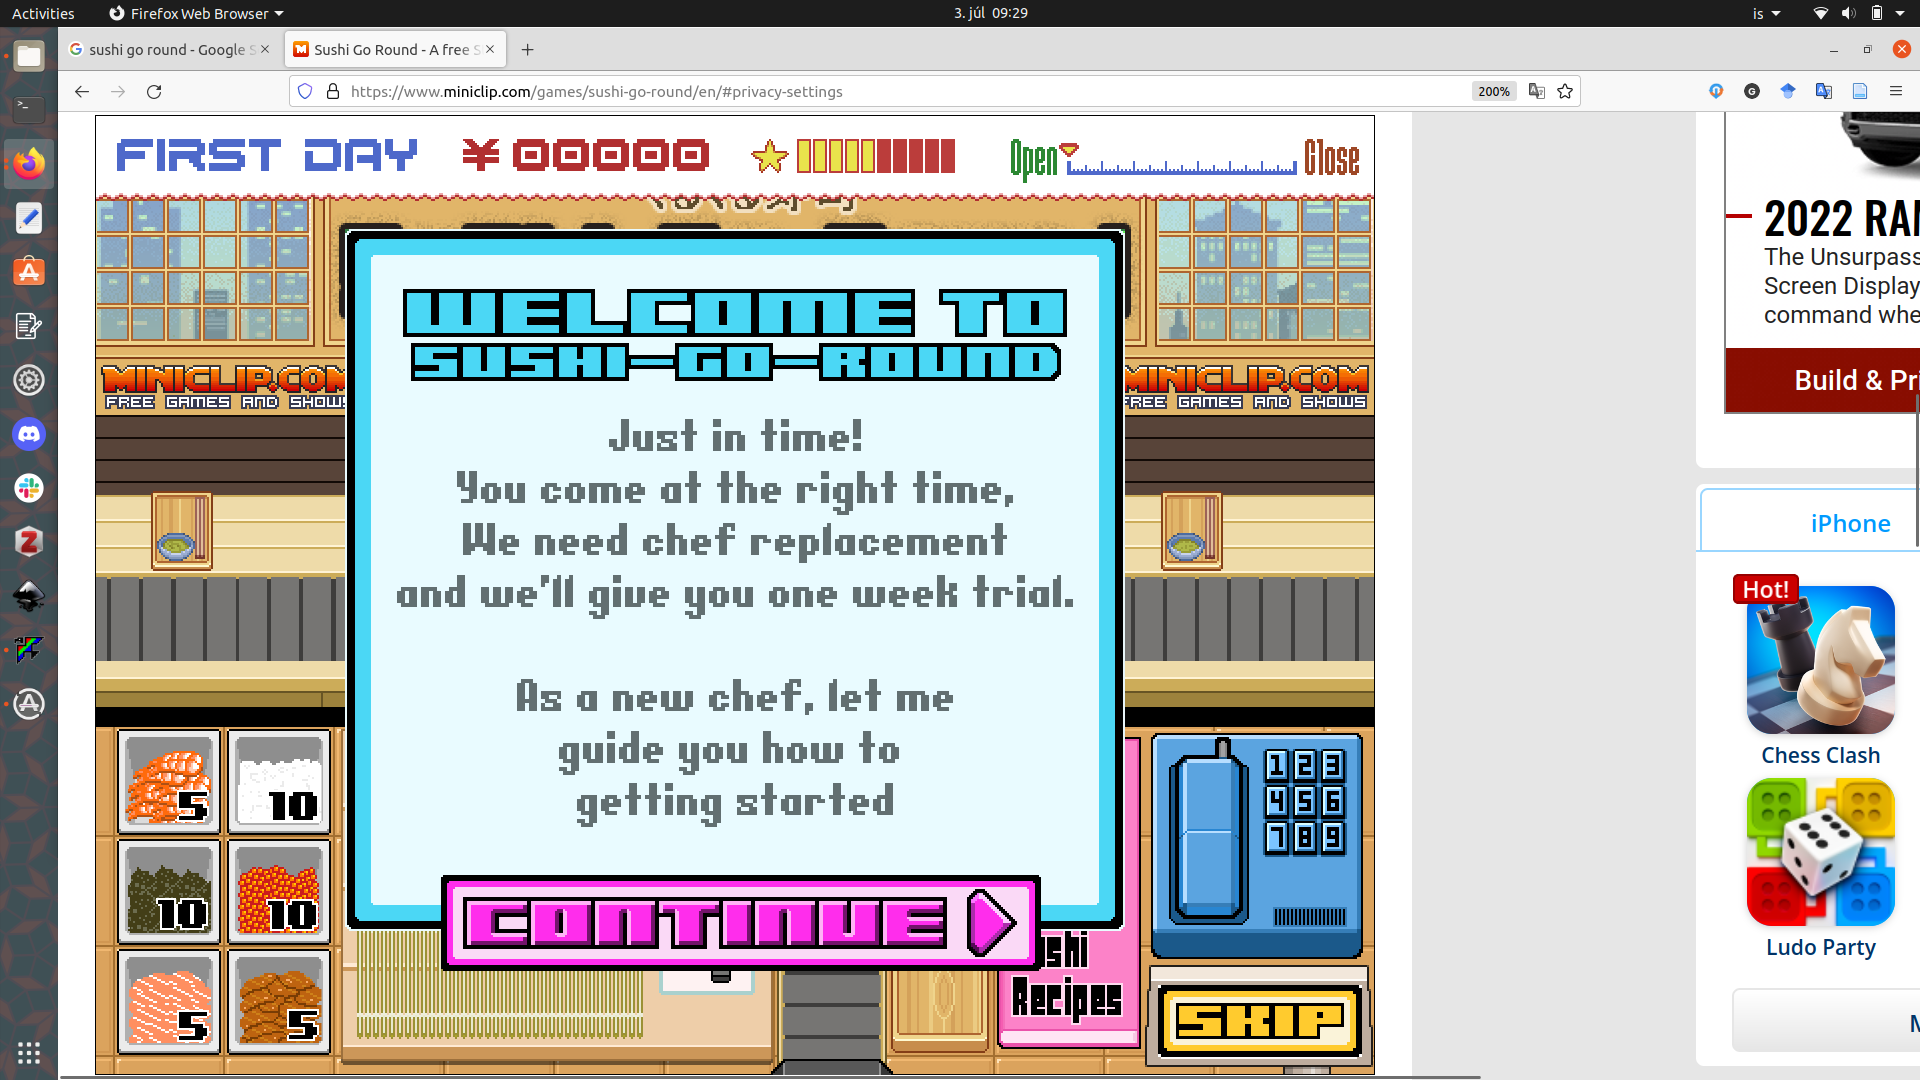 Activities
Firefox Web Browser
3. júl 09:29
is
sushi go round - Google S
Sushi Go Round - A free S
https://www.miniclip.com/games/sushi-go-round/en/#privacy-settings
200%
FIRST DAY
¥ 00000
Open
Close
MINICLIP.COM
FREE GAMES AND SHOWS
MINICLIP.COM
FREE GAMES AND SHOWS
WELCOME TO
SUSHI-GO-ROUND
Just in time!
You come at the right time,
We need chef replacement
and we'll give you one week trial.
As a new chef, let me
guide you how to
getting started
CONTINUE
5
10
10
10
5
5
1 2 3
4 5 6
7 8 9
Sushi
Recipes
SKIP
2022 RAM
The Unsurpass
Screen Display
command whe
Build & Pri
iPhone
Hot!
Chess Clash
Ludo Party